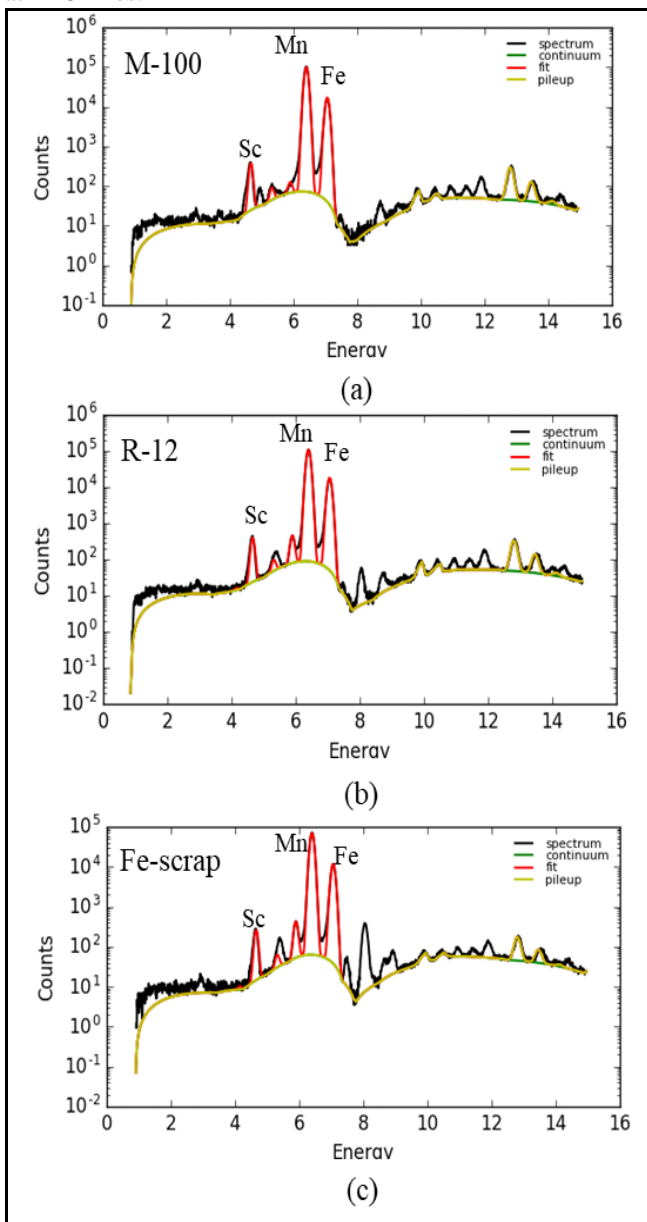 M-100
Mn
Fe
Sc
spectrum
continuum
fit
pileup
Counts
10^6
10^5
10^4
10^3
10^2
10^1
10^0
10^-1
0 2 4 6 8 10 12 14 16
Energy
(a)
R-12
Mn
Fe
Sc
spectrum
continuum
fit
pileup
Counts
10^6
10^5
10^4
10^3
10^2
10^1
10^0
10^-1
10^-2
0 2 4 6 8 10 12 14 16
Energy
(b)
Fe-scrap
Mn
Fe
Sc
spectrum
continuum
fit
pileup
Counts
10^5
10^4
10^3
10^2
10^1
10^0
10^-1
10^-2
0 2 4 6 8 10 12 14 16
Energy
(c)